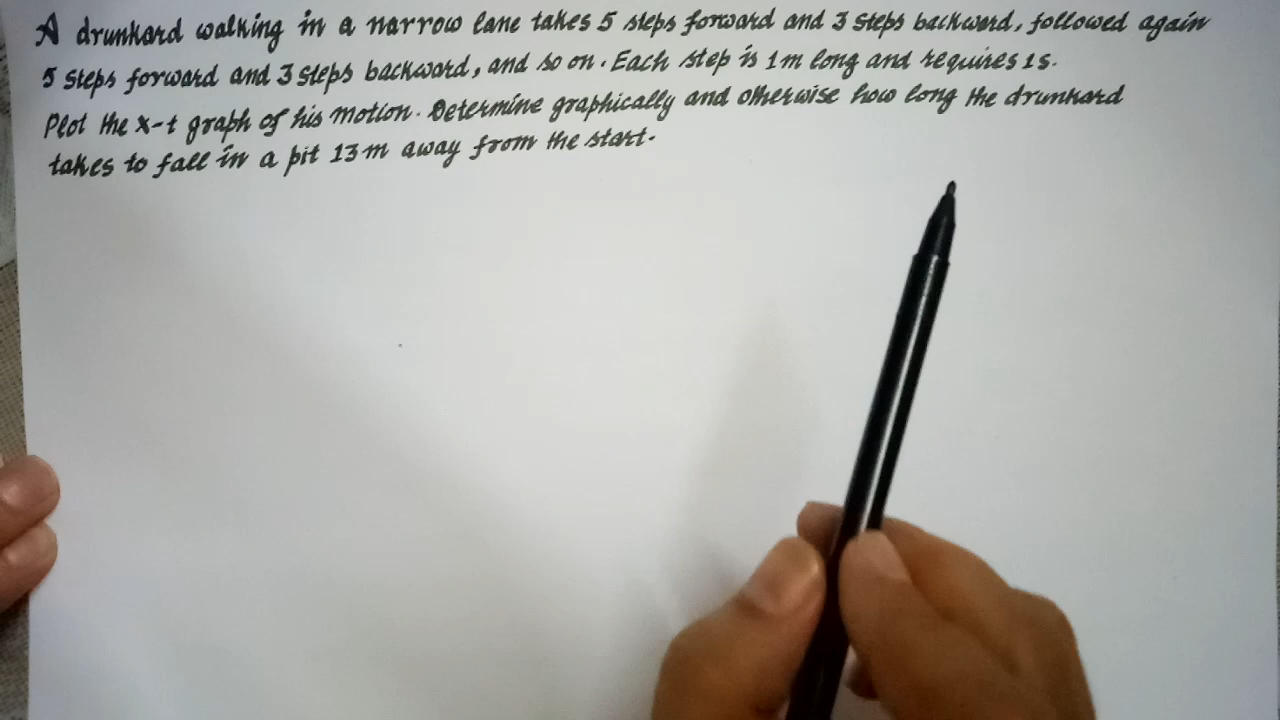 A drunkard walking in a narrow lane takes 5 steps forward and 3 steps backward, followed again
5 steps forward and 3 steps backward, and so on. Each step is 1m long and requires 1s.
Plot the x-t graph of his motion. Determine graphically and otherwise how long the drunkard
takes to fall in a pit 13m away from the start.